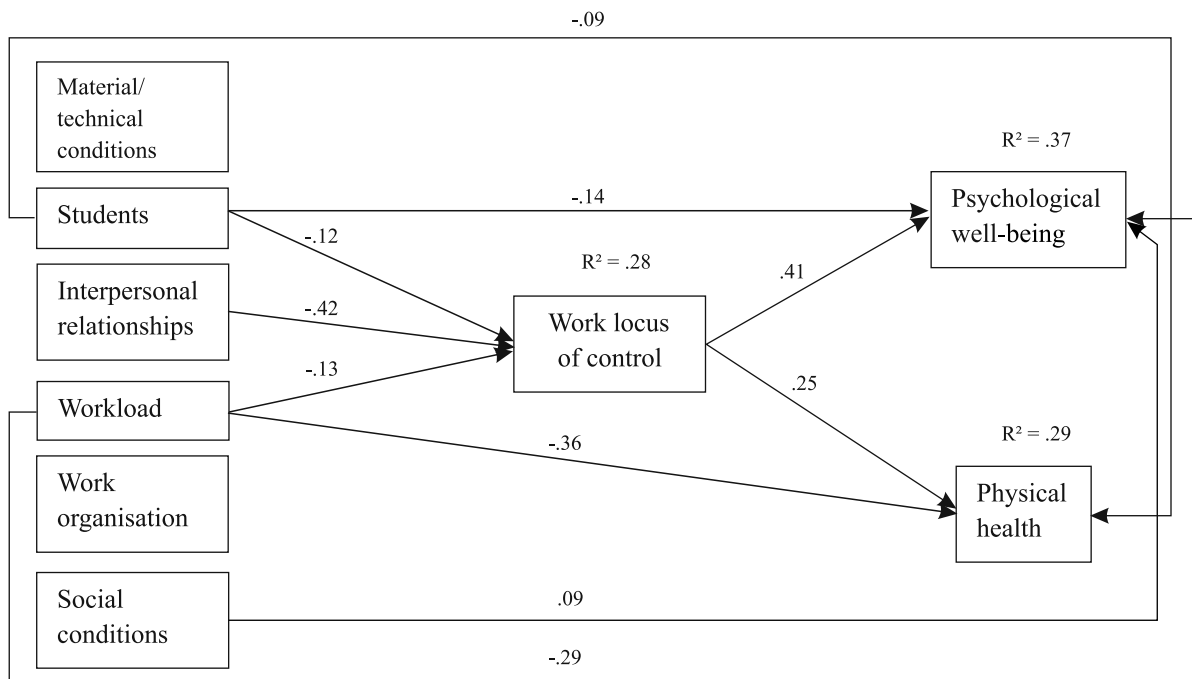 -.09
Material/
technical
conditions
R² = .37
Students
-.14
Psychological
well-being
-.12
R² = .28
.41
Interpersonal
relationships
-.42
Work locus
of control
-.13
.25
Workload
-.36
R² = .29
Work
organisation
Physical
health
Social
conditions
.09
-.29